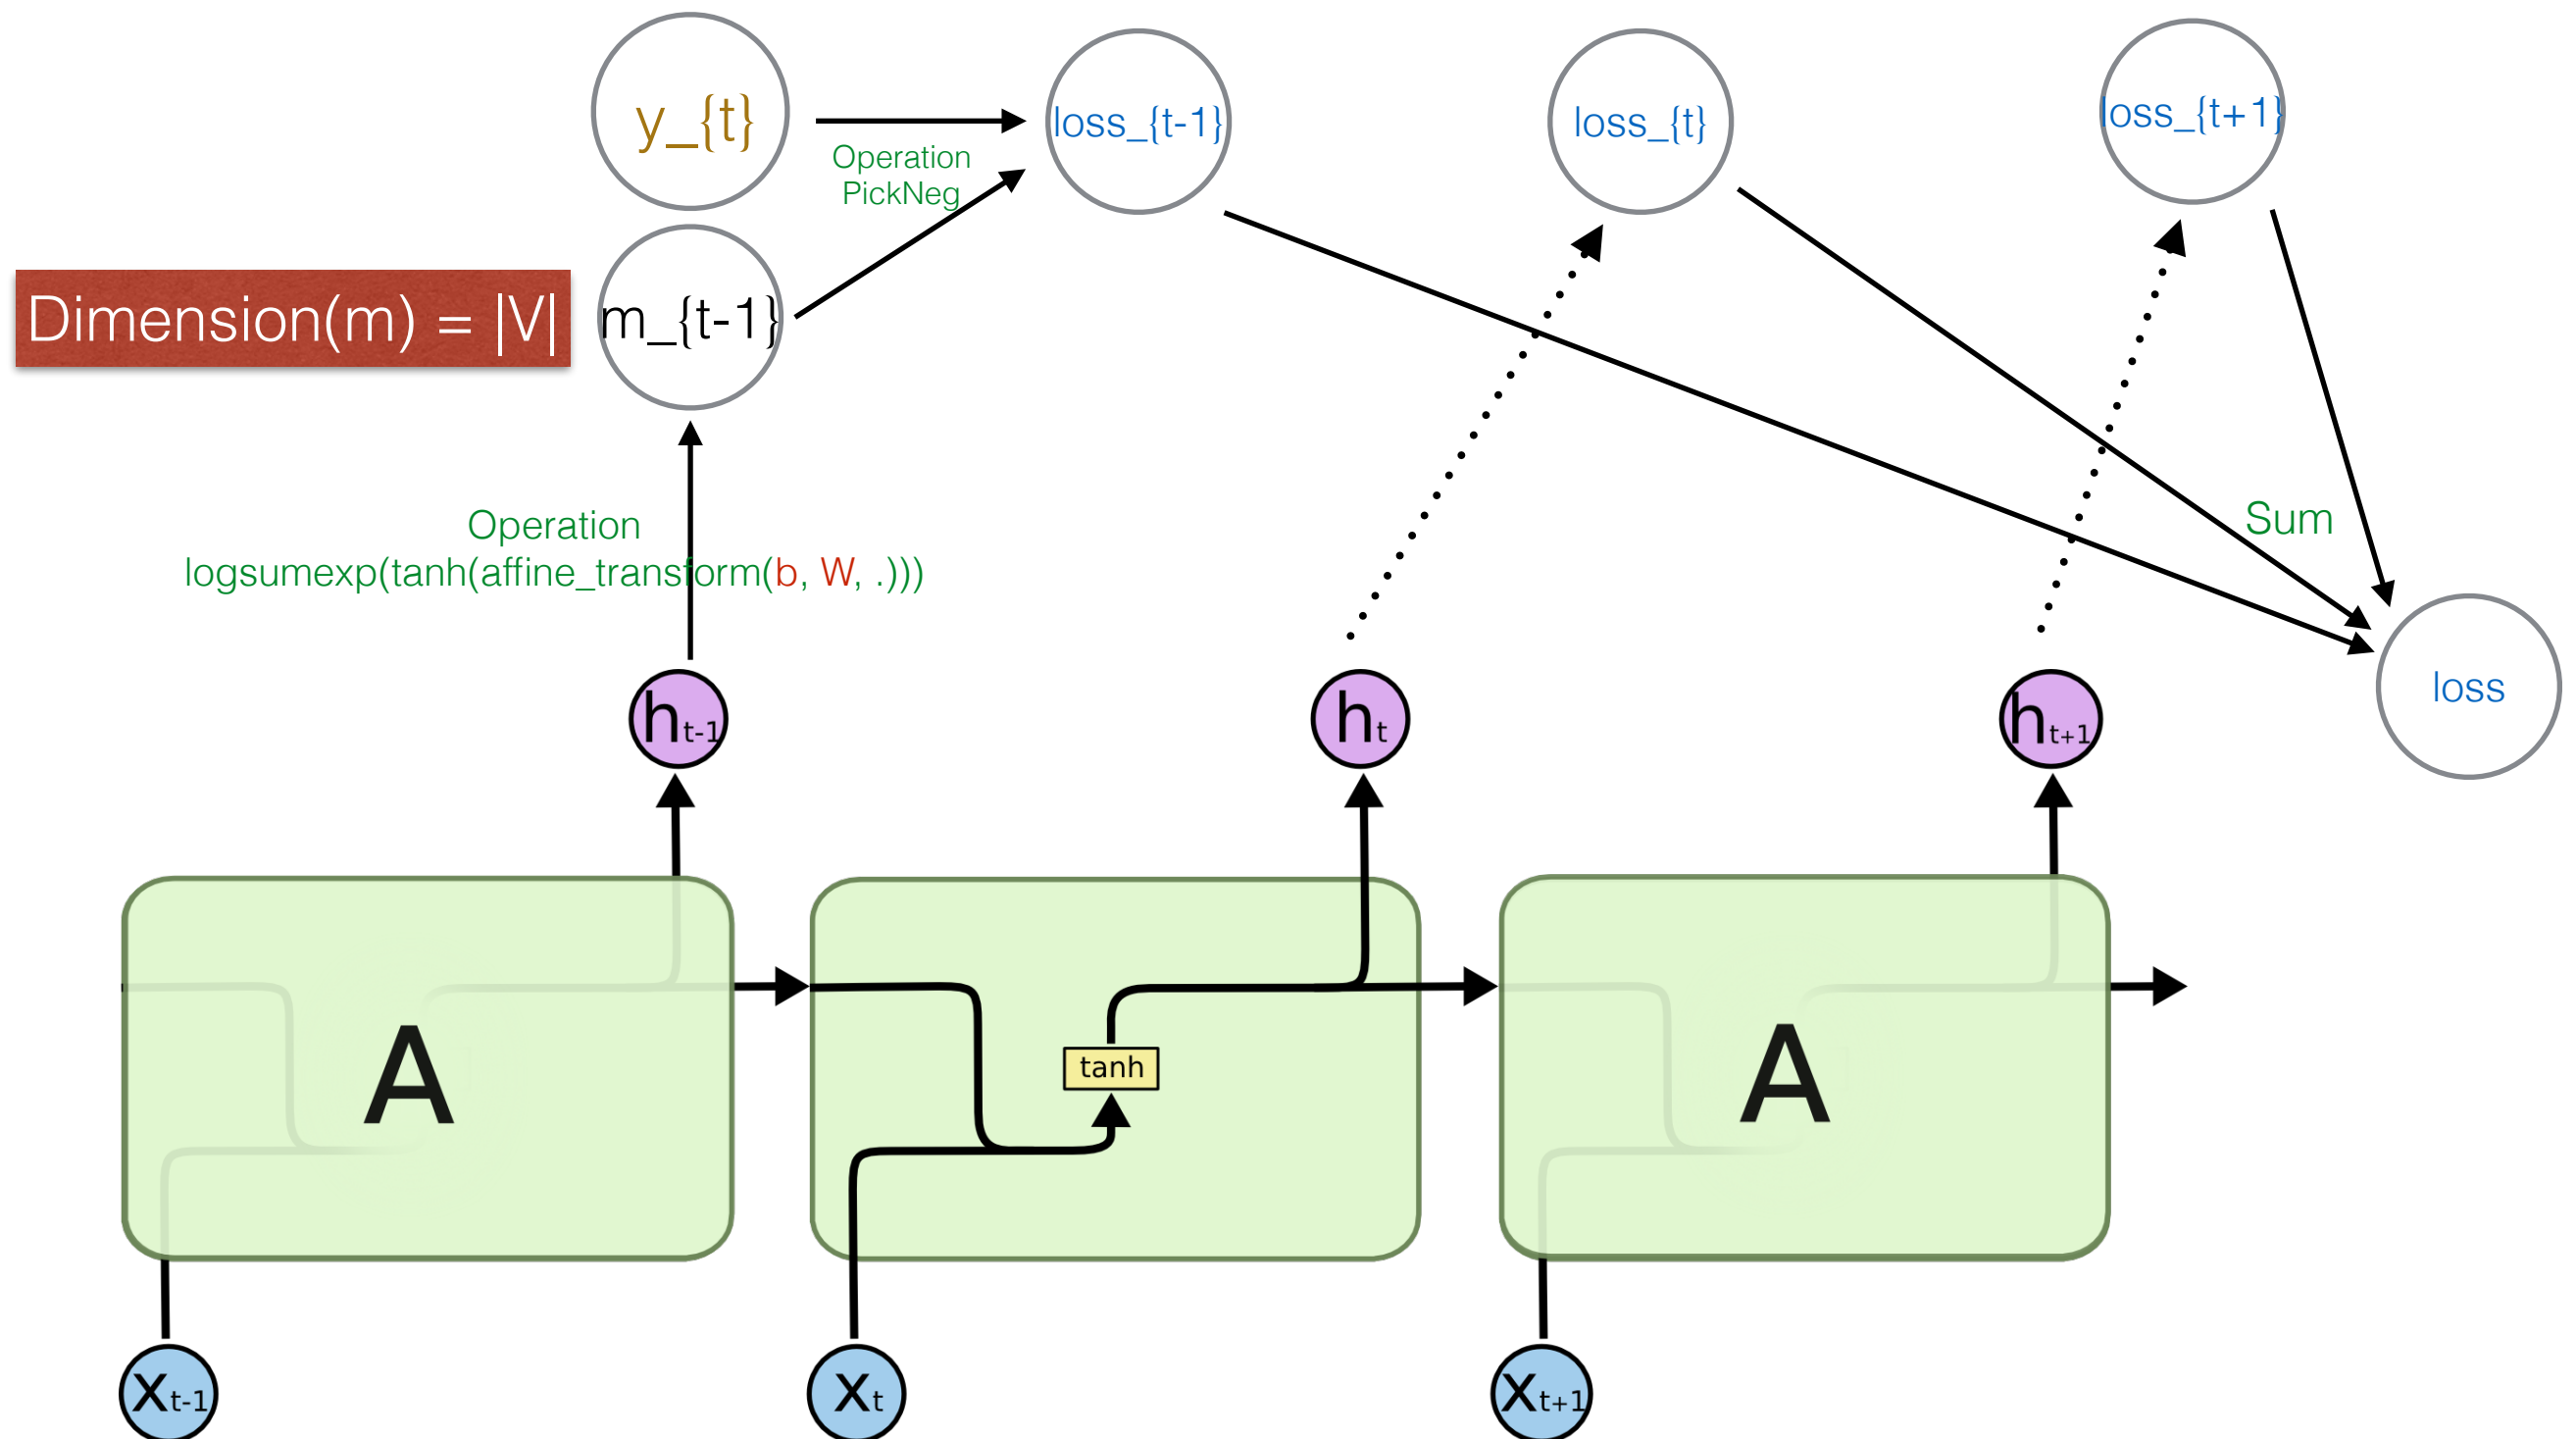 y_{t}
loss_{t-1}
loss_{t}
loss_{t+1}
Operation
PickNeg
Dimension(m) = |V|
m_{t-1}
Operation
logsumexp(tanh(affine_transform(b, W, .)))
Sum
loss
ht-1
ht
ht+1
A
tanh
A
xt-1
xt
xt+1